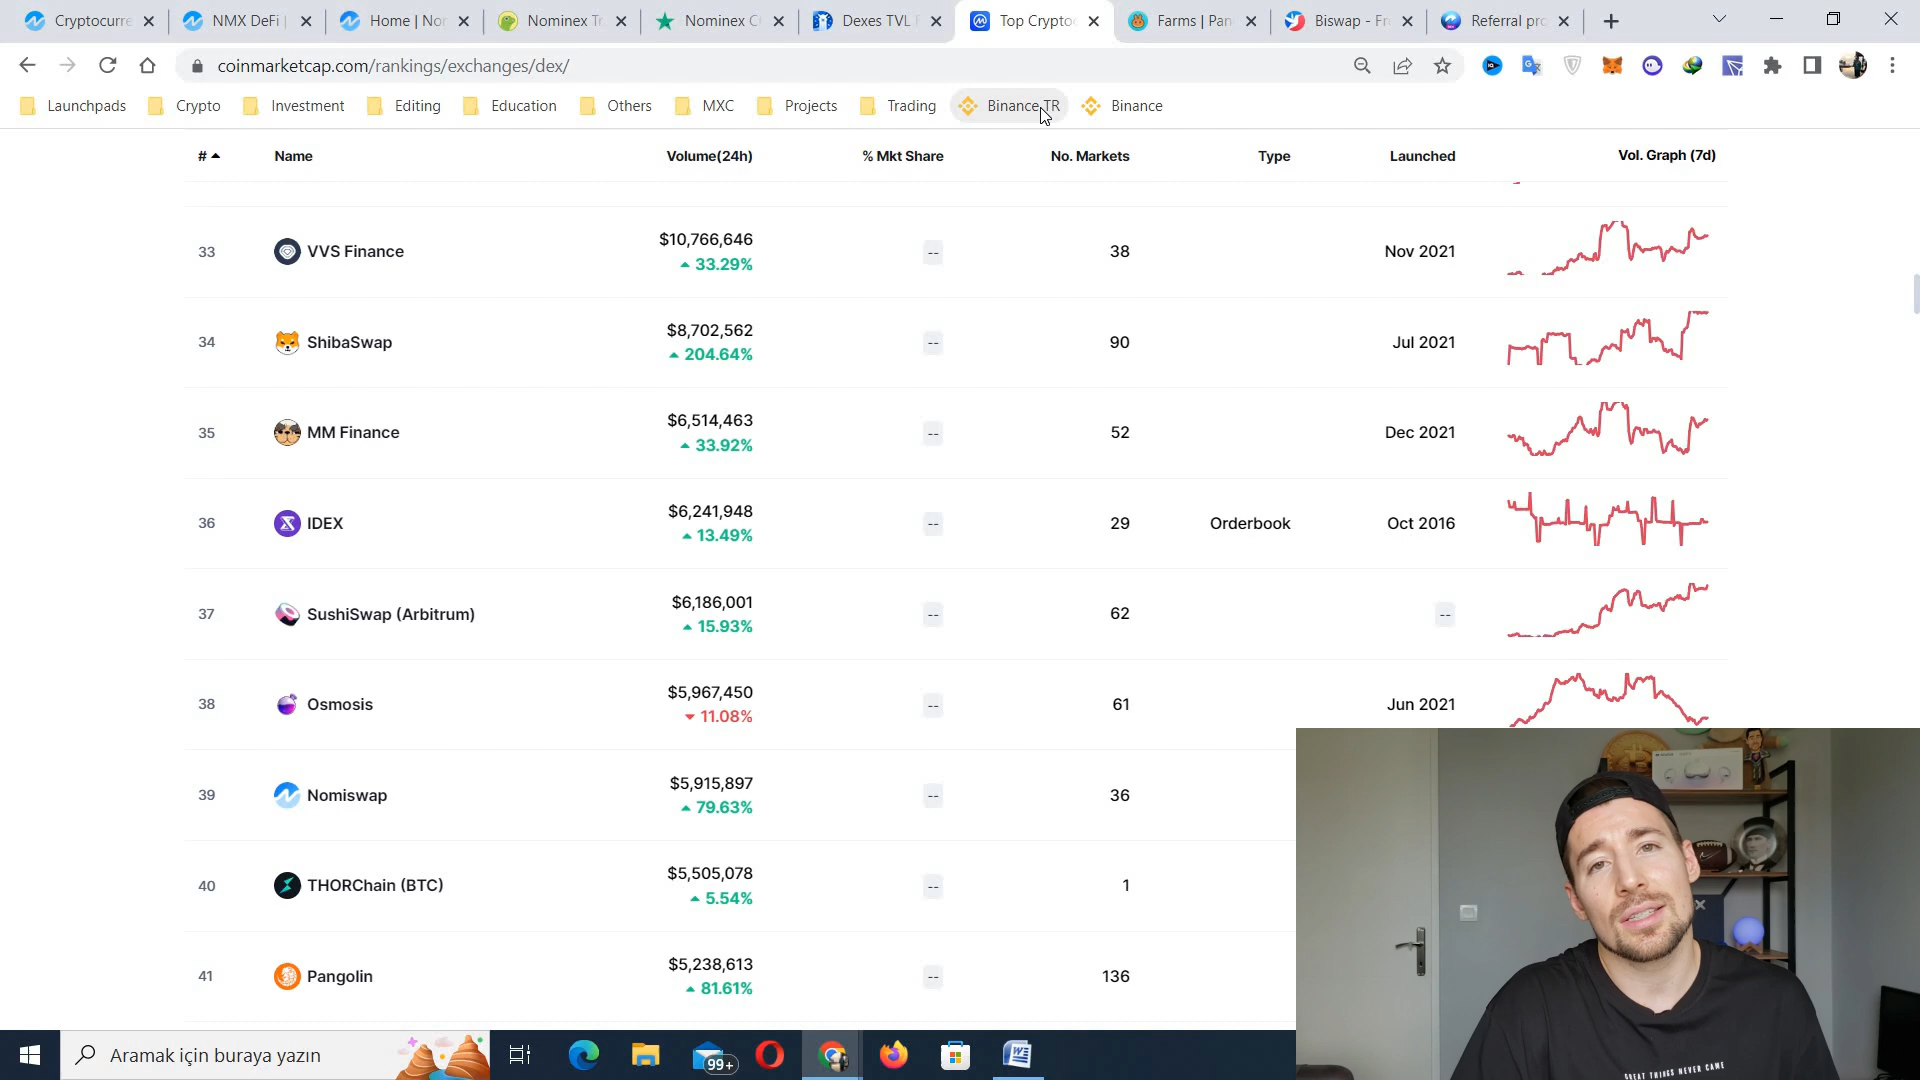 Cryptocurre
NMX DeFi |
Home | Nor
Nominex Tr
Nominex C
Dexes TVL
Top Crypto
Farms | Pan
Biswap - Fr
Referral pro
coinmarketcap.com/rankings/exchanges/dex/
Launchpads
Crypto
Investment
Editing
Education
Others
MXC
Projects
Trading
Binance TR
Binance
# Name Volume(24h) % Mkt Share No. Markets Type Launched Vol. Graph (7d)
33 VVS Finance $10,766,646 -- 38 Nov 2021
33.29%
34 ShibaSwap $8,702,562 -- 90 Jul 2021
204.64%
35 MM Finance $6,514,463 -- 52 Dec 2021
33.92%
36 IDEX $6,241,948 -- 29 Orderbook Oct 2016
13.49%
37 SushiSwap (Arbitrum) $6,186,001 -- 62 --
15.93%
38 Osmosis $5,967,450 -- 61 Jun 2021
11.08%
39 Nomiswap $5,915,897 -- 36
79.63%
40 THORChain (BTC) $5,505,078 -- 1
5.54%
41 Pangolin $5,238,613 -- 136
81.61%
GREAT THINGS NEVER CAME
Aramak için buraya yazın
99+